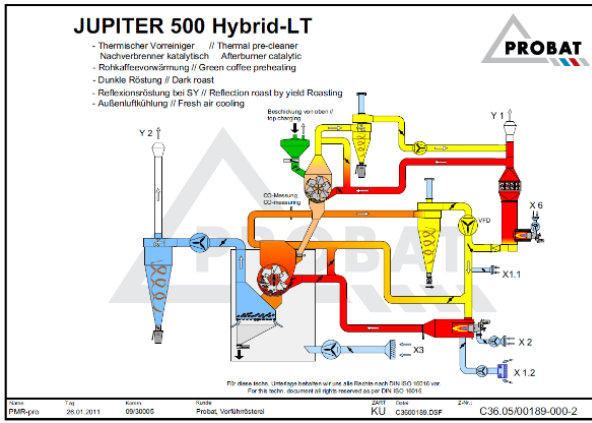 JUPITER 500 Hybrid-LT
PROBAT
- Thermischer Vorreiniger // Thermal pre-cleaner
Nachverbrenner katalytisch Afterburner catalytic
- Rohkaffeevorwärmung // Green coffee preheating
- Dunkle Röstung // Dark roast
- Reflexionsröstung bei SY // Reflection roast by yield Roasting
- Außenluftkühlung // Fresh air cooling
Beschickung von oben //
top charging
Y 1
Y 2
CO-Messung
CO-measuring
X 6
VFD
X1.1
PROBAT
X 2
X3
X 1.2
Für diese techn. Unterlage behalten wir uns alle Rechte nach DIN ISO 16016 vor.
For this techn. document all rights reserved as per DIN ISO 16016.
Name
Tag
Komm.
Kunde
ZART
Datei
Z-Nr.:
PMR-pro
26.01.2011
09/30005
Probat, Vorführrösterei
KU
C3600189.DSF
C36.05/00189-000-2